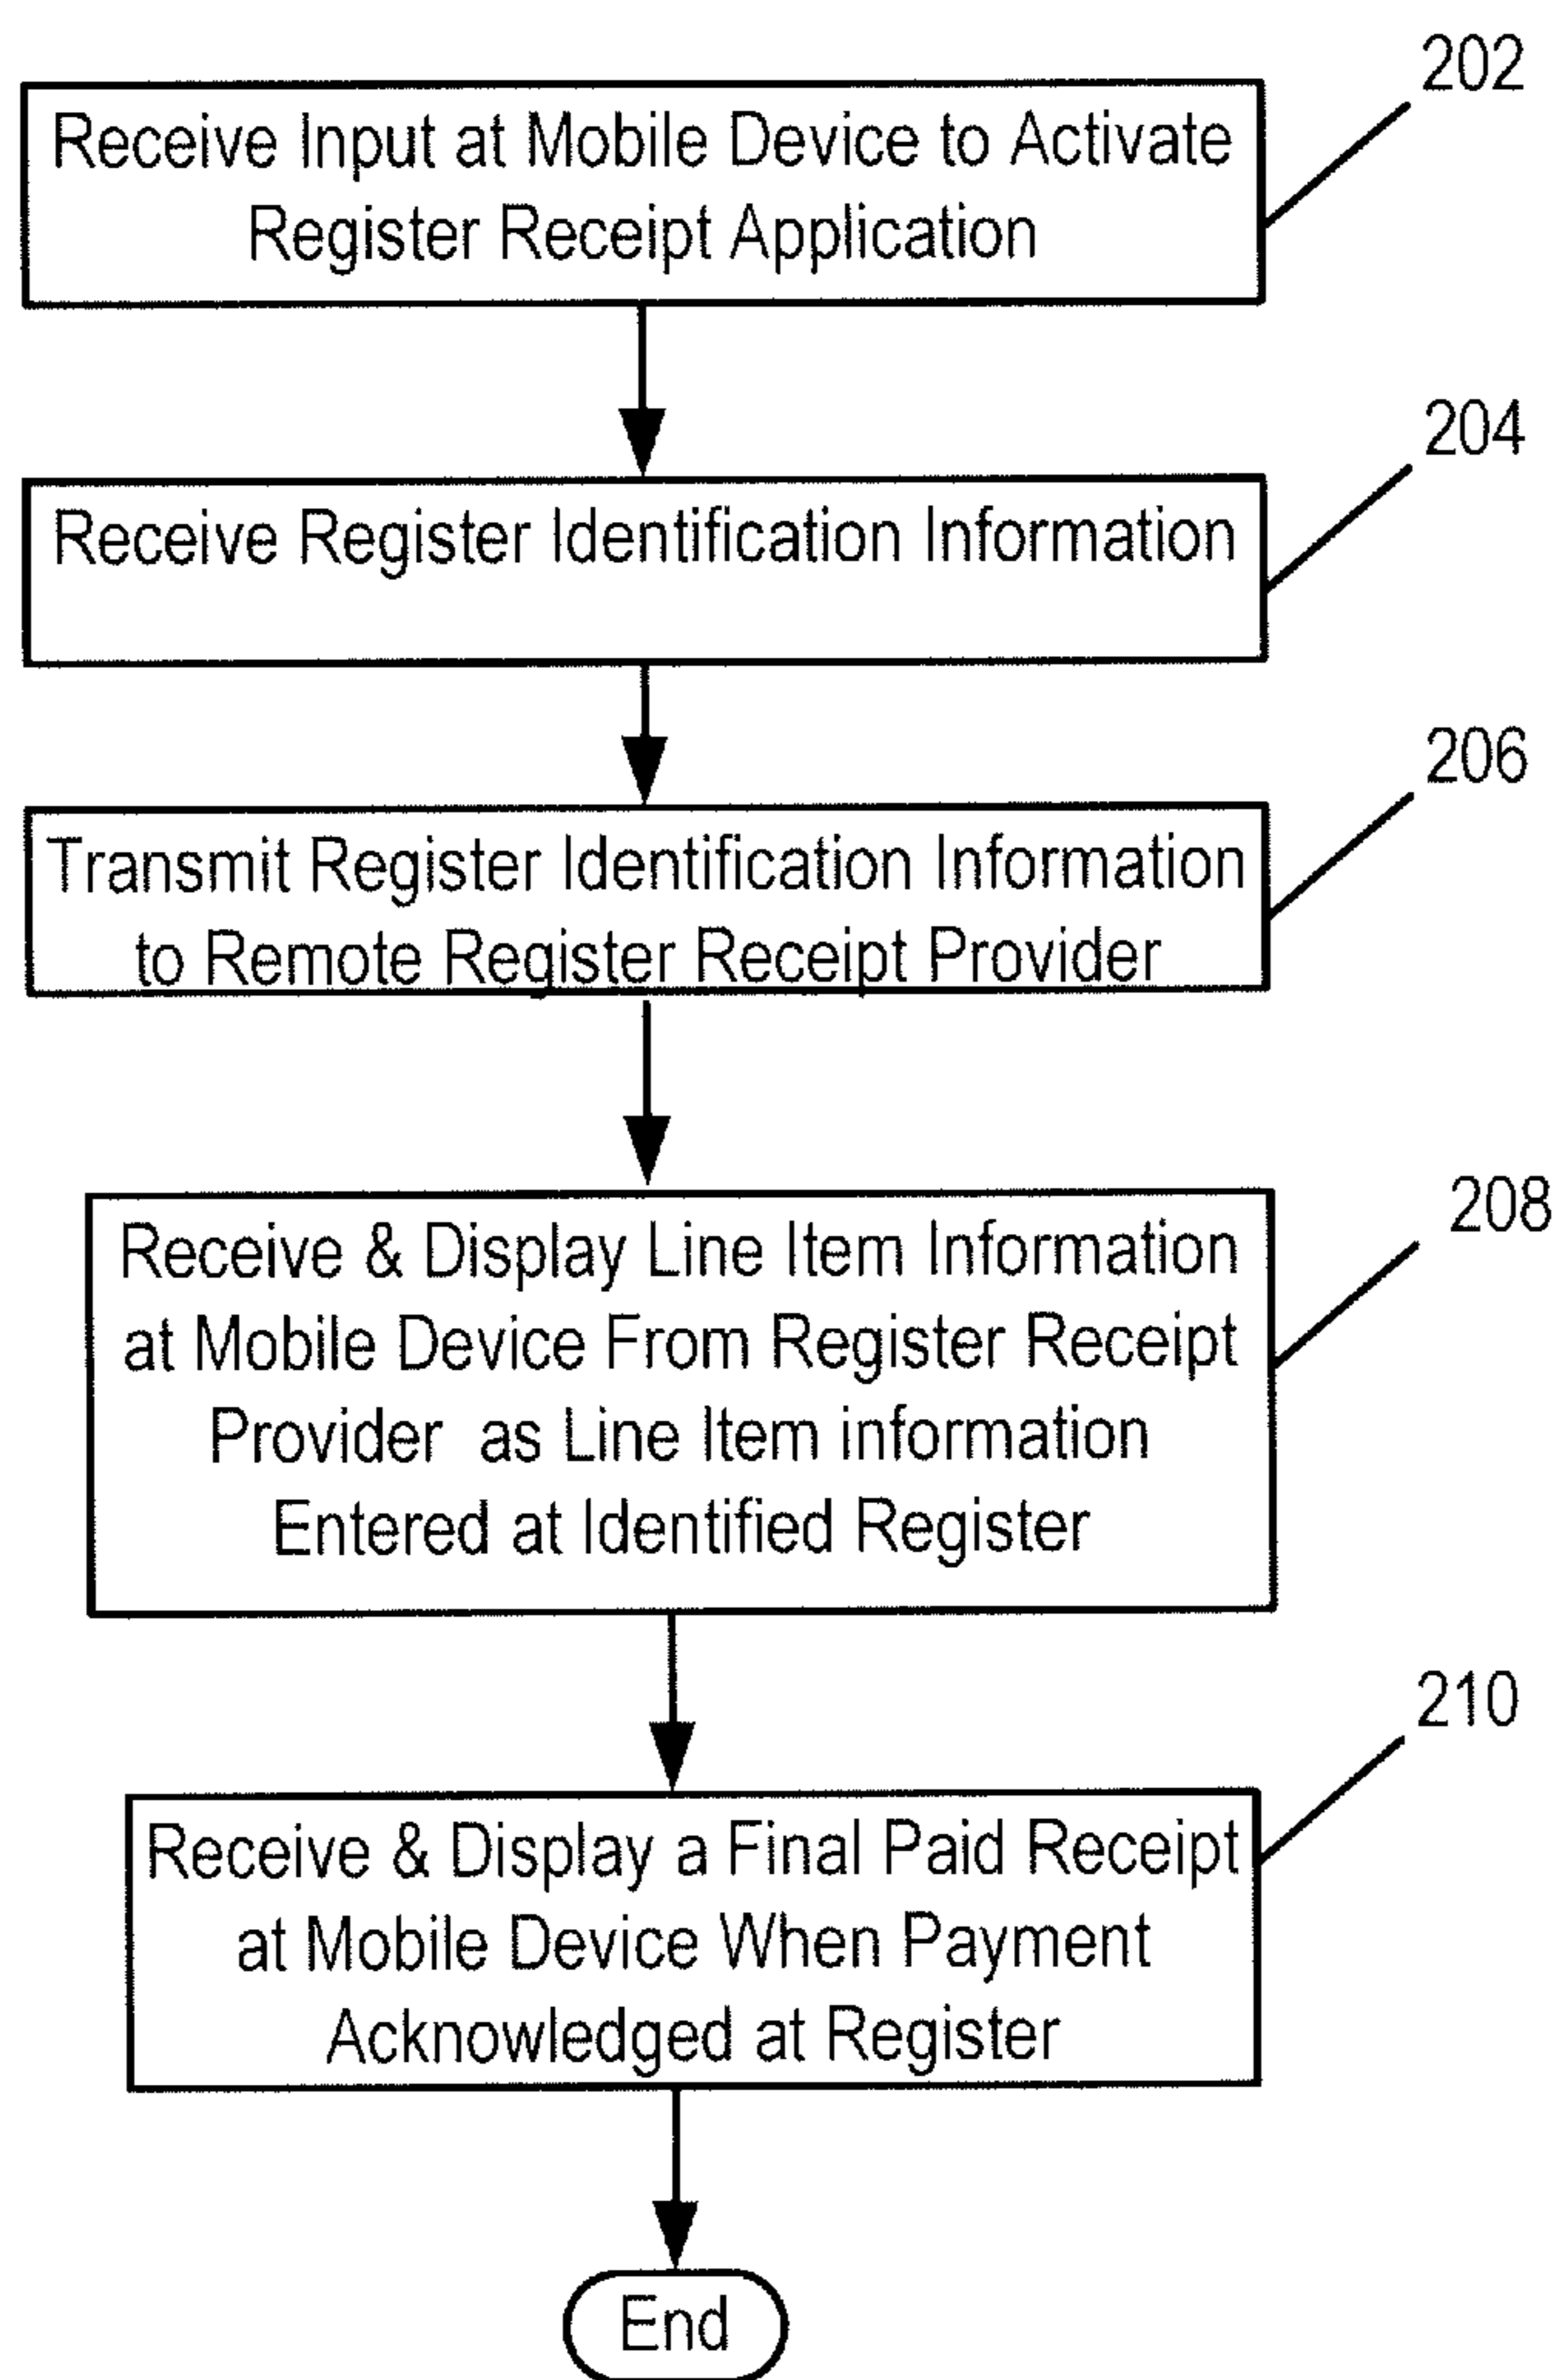 202
Receive Input at Mobile Device to Activate
Register Receipt Application
204
Receive Register Identification Information
206
Transmit Register Identification Information
to Remote Register Receipt Provider
208
Receive & Display Line Item Information
at Mobile Device From Register Receipt
Provider as Line Item information
Entered at Identified Register
210
Receive & Display a Final Paid Receipt
at Mobile Device When Payment
Acknowledged at Register
End